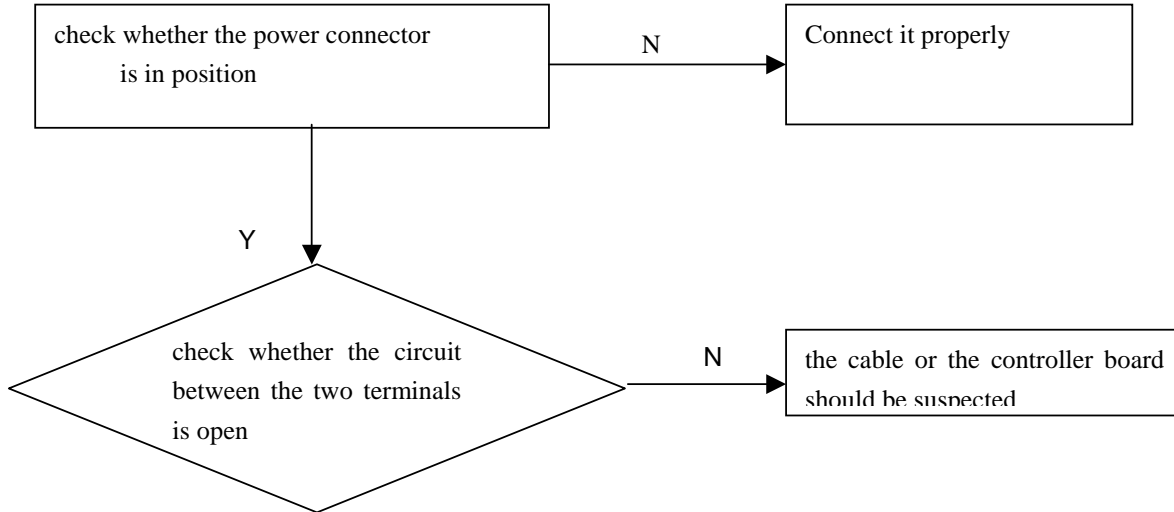 check whether the power connector
is in position
N
Connect it properly
Y
check whether the circuit
between the two terminals
is open
N
the cable or the controller board
should be suspected